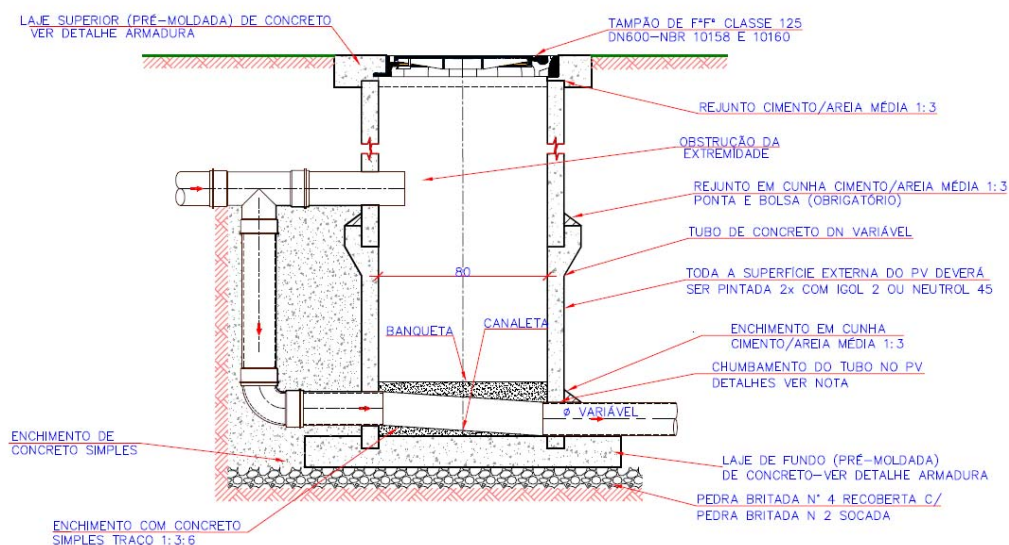 LAJE SUPERIOR (PRÉ-MOLDADA) DE CONCRETO
VER DETALHE ARMADURA
TAMPÃO DE FªFª CLASSE 125
DN600-NBR 10158 E 10160
REJUNTO CIMENTO/AREIA MÉDIA 1:3
OBSTRUÇÃO DA
EXTREMIDADE
REJUNTO EM CUNHA CIMENTO/AREIA MÉDIA 1:3
PONTA E BOLSA (OBRIGATÓRIO)
TUBO DE CONCRETO DN VARIÁVEL
80
TODA A SUPERFÍCIE EXTERNA DO PV DEVERÁ
SER PINTADA 2x COM IGOL 2 OU NEUTROL 45
BANQUETA
CANALETA
ENCHIMENTO EM CUNHA
CIMENTO/AREIA MÉDIA 1:3
CHUMBAMENTO DO TUBO NO PV
DETALHES VER NOTA
ø VARIÁVEL
ENCHIMENTO DE
CONCRETO SIMPLES
LAJE DE FUNDO (PRÉ-MOLDADA)
DE CONCRETO-VER DETALHE ARMADURA
PEDRA BRITADA N° 4 RECOBERTA C/
PEDRA BRITADA N 2 SOCADA
ENCHIMENTO COM CONCRETO
SIMPLES TRACO 1:3:6